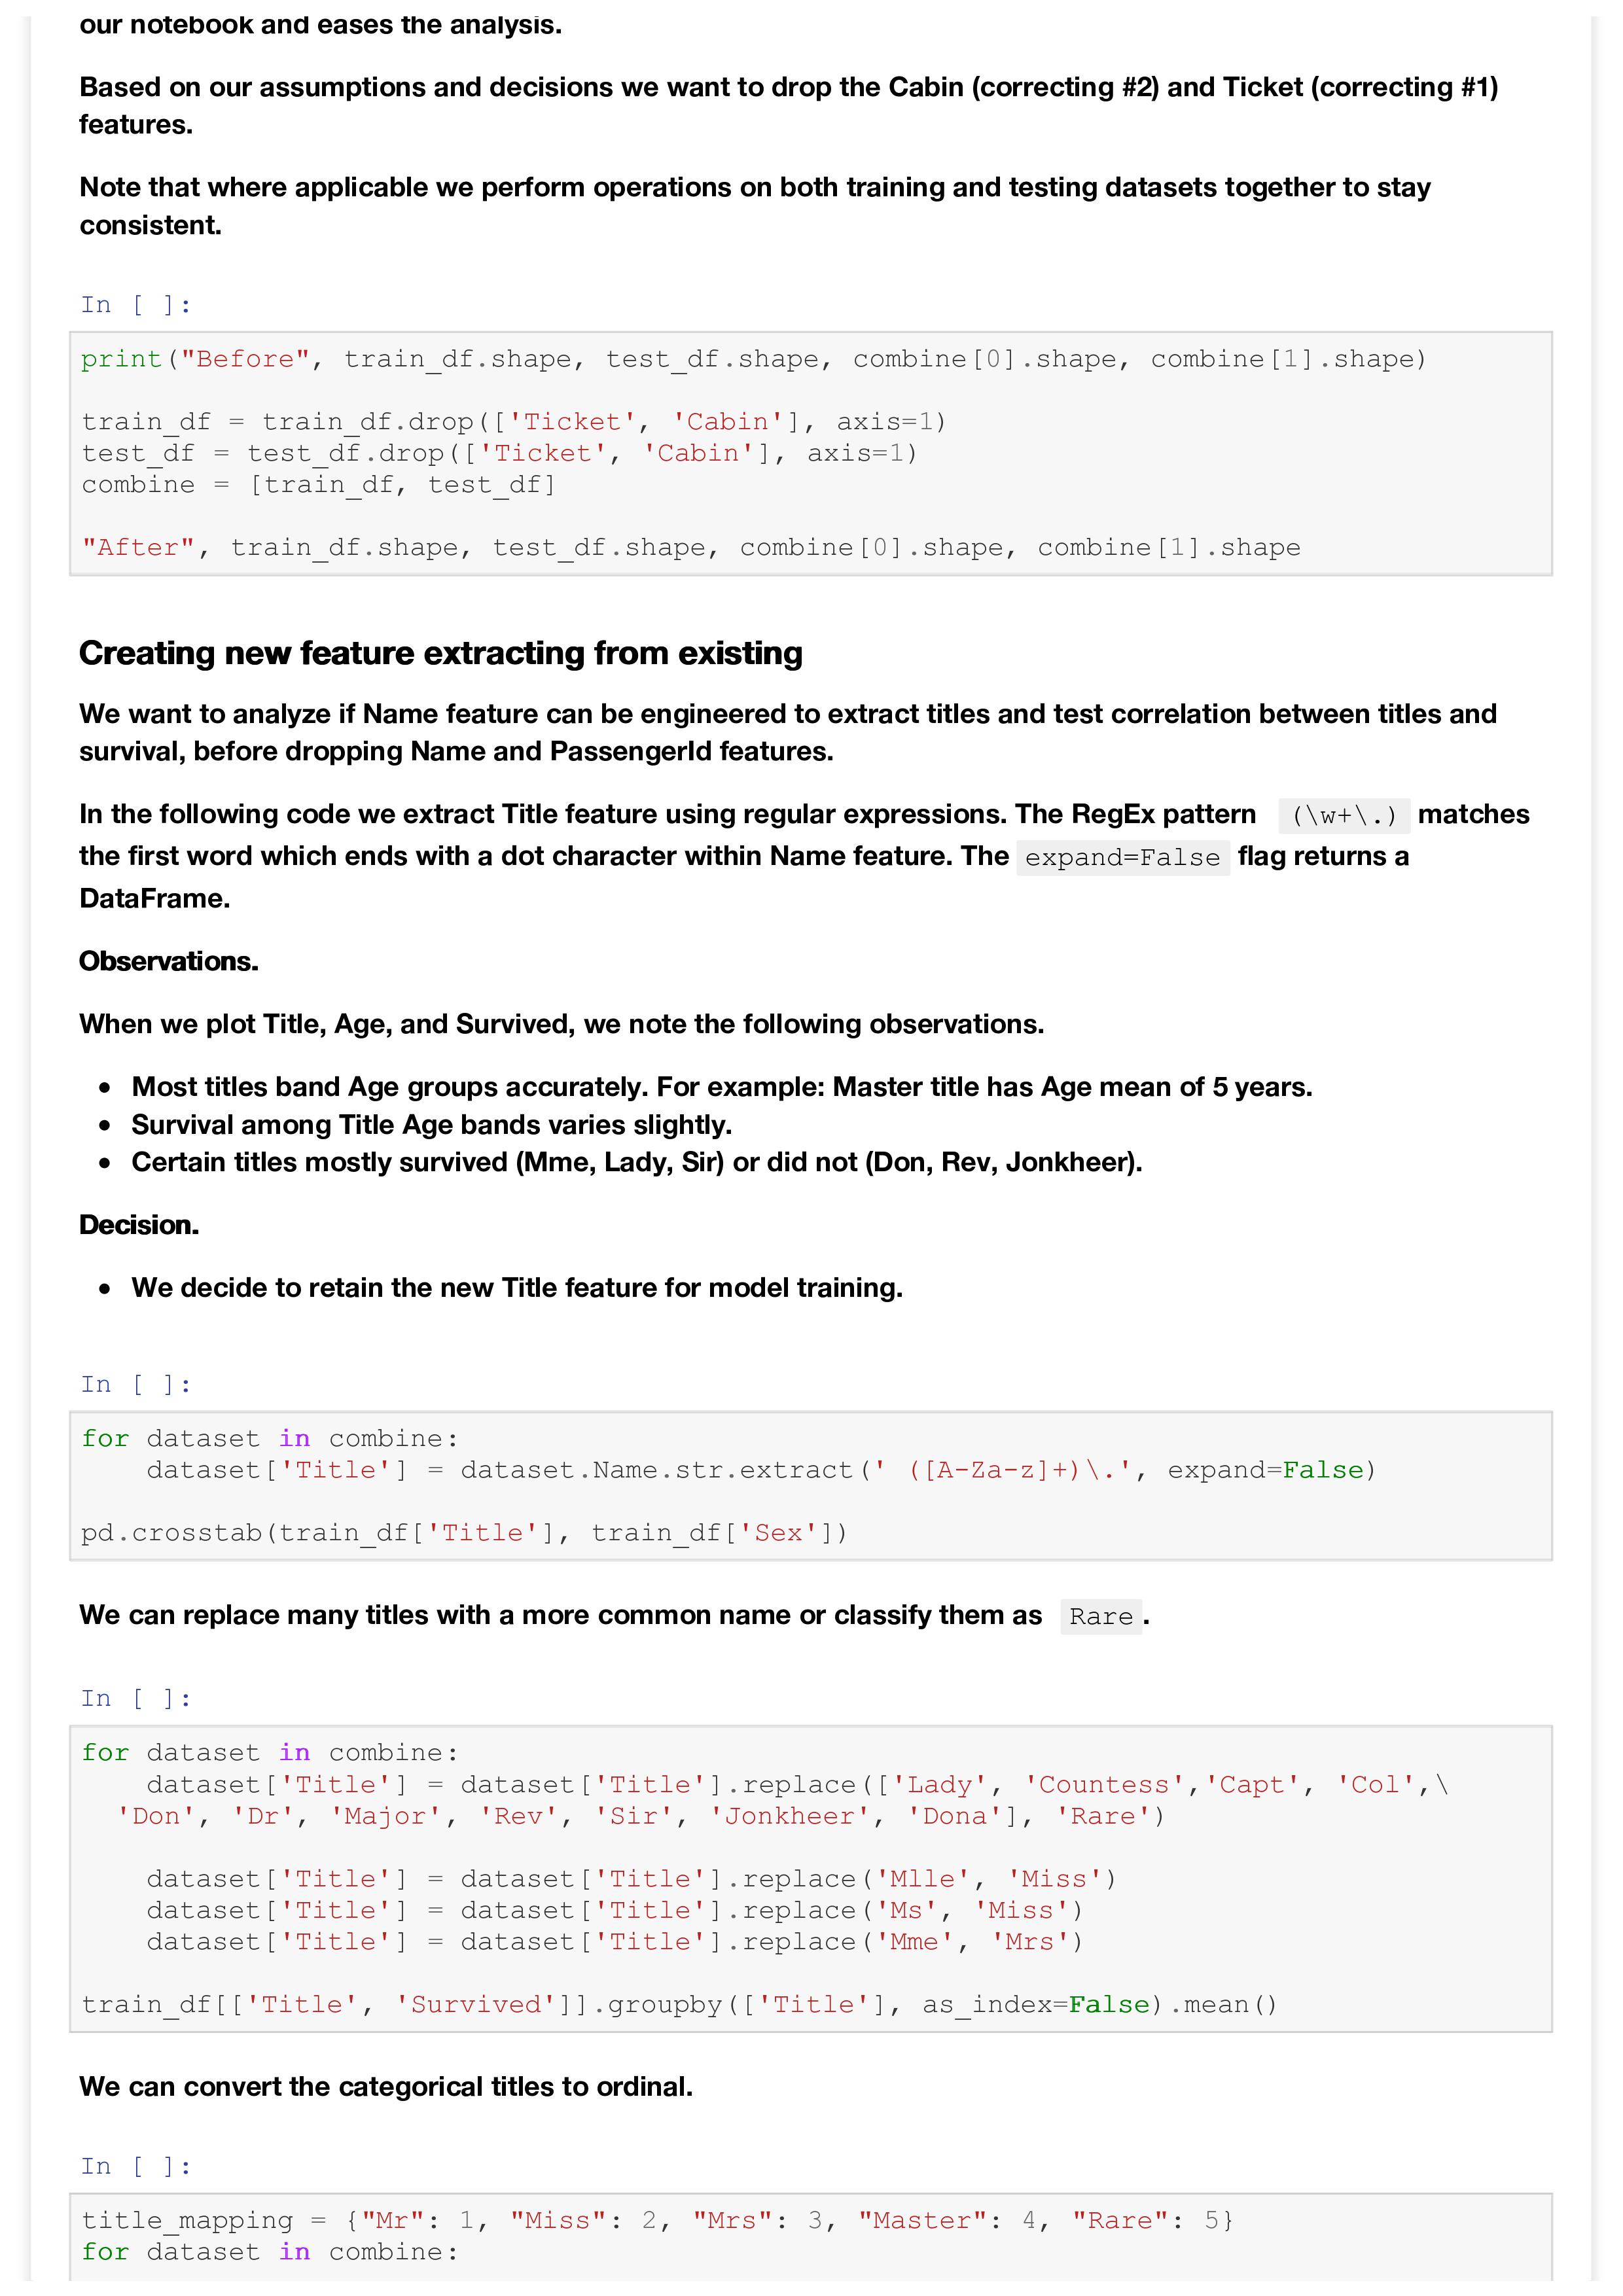 our notebook and eases the analysis.
Based on our assumptions and decisions we want to drop the Cabin (correcting #2) and Ticket (correcting #1)
features.
Note that where applicable we perform operations on both training and testing datasets together to stay
consistent.
In [ ]:
print("Before", train_df.shape, test_df.shape, combine[0].shape, combine[1].shape)
train_df = train_df.drop(['Ticket', 'Cabin'], axis=1)
test_df = test_df.drop(['Ticket', 'Cabin'], axis=1)
combine = [train_df, test_df]
"After", train_df.shape, test_df.shape, combine[0].shape, combine[1].shape
Creating new feature extracting from existing
We want to analyze if Name feature can be engineered to extract titles and test correlation between titles and
survival, before dropping Name and PassengerId features.
In the following code we extract Title feature using regular expressions. The RegEx pattern (\w+\.) matches
the first word which ends with a dot character within Name feature. The expand=False flag returns a
DataFrame.
Observations.
When we plot Title, Age, and Survived, we note the following observations.
• Most titles band Age groups accurately. For example: Master title has Age mean of 5 years.
• Survival among Title Age bands varies slightly.
• Certain titles mostly survived (Mme, Lady, Sir) or did not (Don, Rev, Jonkheer).
Decision.
• We decide to retain the new Title feature for model training.
In [ ]:
for dataset in combine:
    dataset['Title'] = dataset.Name.str.extract(' ([A-Za-z]+)\.', expand=False)
pd.crosstab(train_df['Title'], train_df['Sex'])
We can replace many titles with a more common name or classify them as Rare.
In [ ]:
for dataset in combine:
    dataset['Title'] = dataset['Title'].replace(['Lady', 'Countess','Capt', 'Col',\
  'Don', 'Dr', 'Major', 'Rev', 'Sir', 'Jonkheer', 'Dona'], 'Rare')
    dataset['Title'] = dataset['Title'].replace('Mlle', 'Miss')
    dataset['Title'] = dataset['Title'].replace('Ms', 'Miss')
    dataset['Title'] = dataset['Title'].replace('Mme', 'Mrs')
train_df[['Title', 'Survived']].groupby(['Title'], as_index=False).mean()
We can convert the categorical titles to ordinal.
In [ ]:
title_mapping = {"Mr": 1, "Miss": 2, "Mrs": 3, "Master": 4, "Rare": 5}
for dataset in combine: